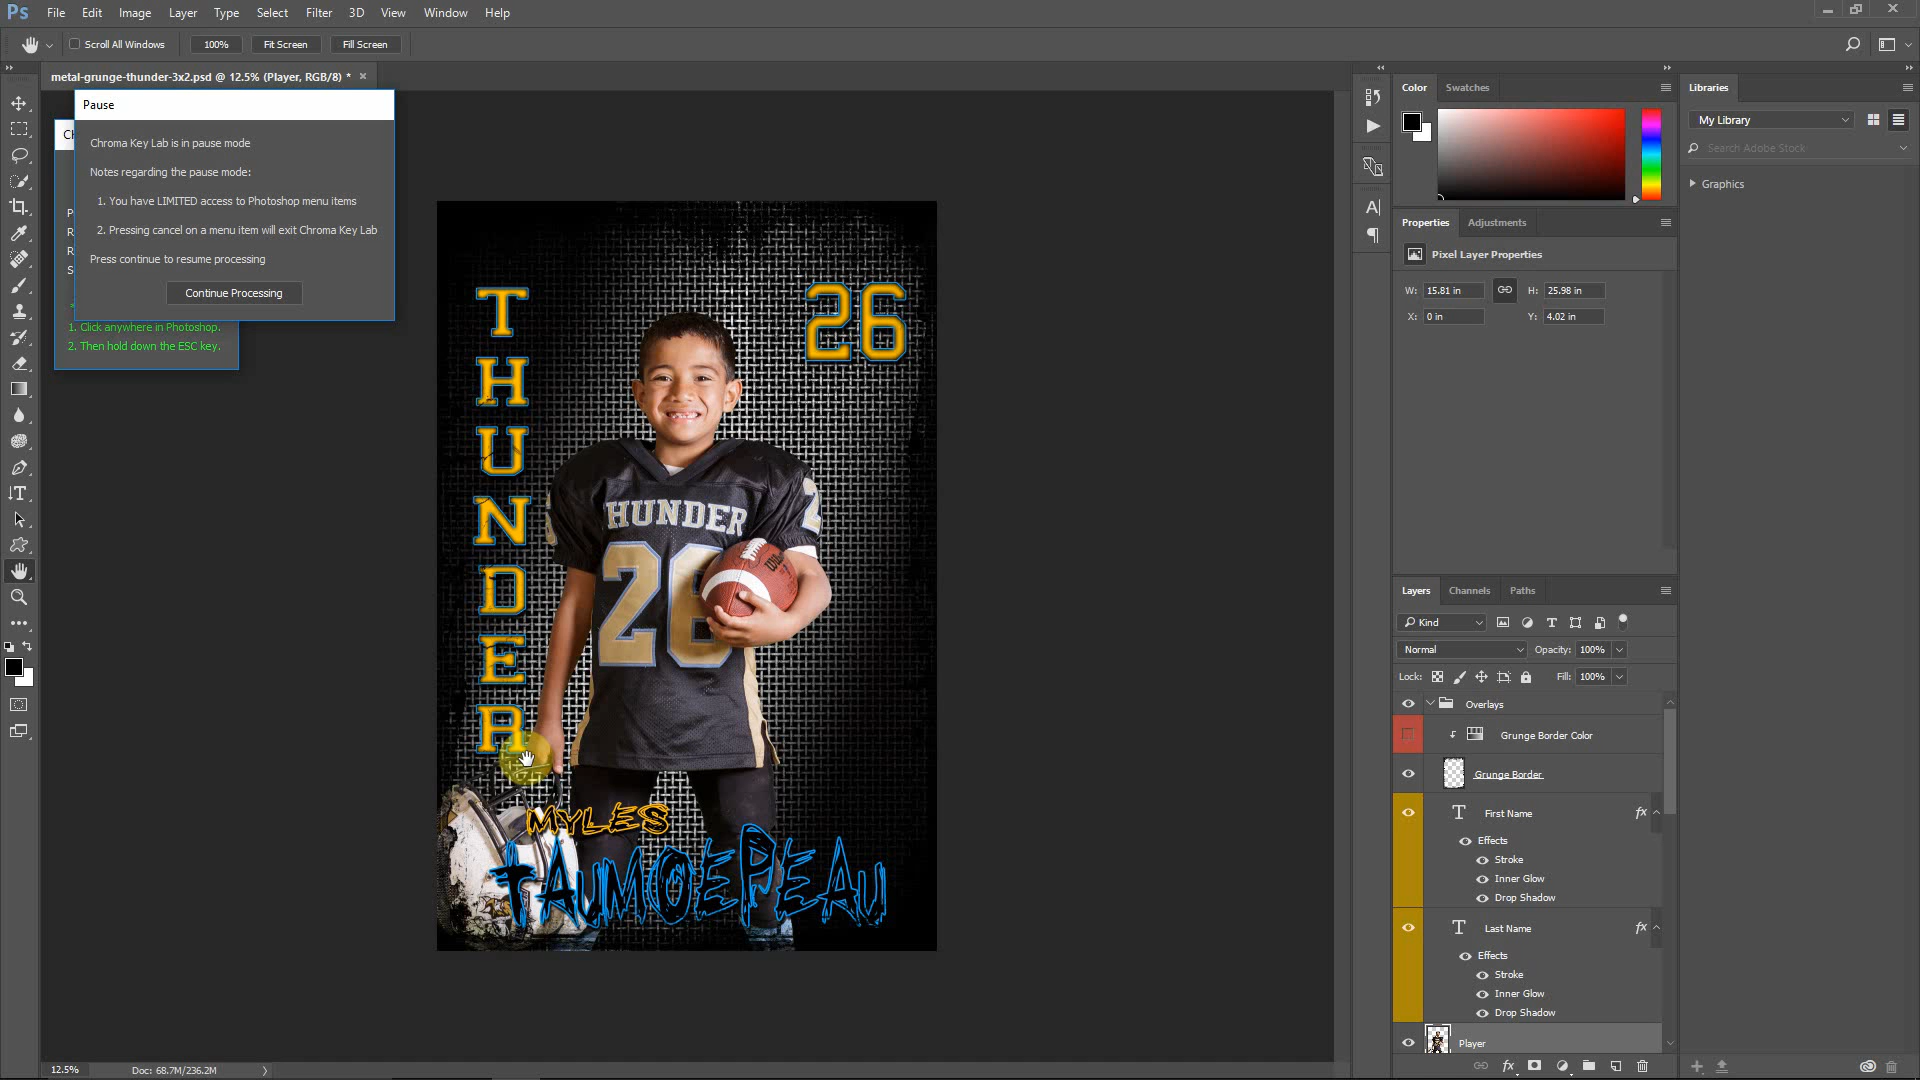 Ps File Edit Image Layer Type Select Filter 3D View Window Help
Scroll All Windows 100% Fit Screen Fill Screen
metal-grunge-thunder-3x2.psd @ 12.5% (Player, RGB/8) *
Pause
Chroma Key Lab is in pause mode
Notes regarding the pause mode:
1. You have LIMITED access to Photoshop menu items
2. Pressing cancel on a menu item will exit Chroma Key Lab
Press continue to resume processing
Continue Processing
1. Click anywhere in Photoshop.
2. Then hold down the ESC key.
THUNDER
26
HUNDER
26
Wilson
MYLES
TAUMOEPEAU
12.5% Doc: 68.7M/236.2M
Color Swatches
Properties Adjustments
Pixel Layer Properties
W: 15.81 in H: 25.98 in
X: 0 in Y: 4.02 in
Layers Channels Paths
Kind
Normal Opacity: 100%
Lock: Fill: 100%
Overlays
Grunge Border Color
Grunge Border
First Name fx
Effects
Stroke
Inner Glow
Drop Shadow
Last Name fx
Effects
Stroke
Inner Glow
Drop Shadow
Player
fx
Libraries
My Library
Search Adobe Stock
Graphics